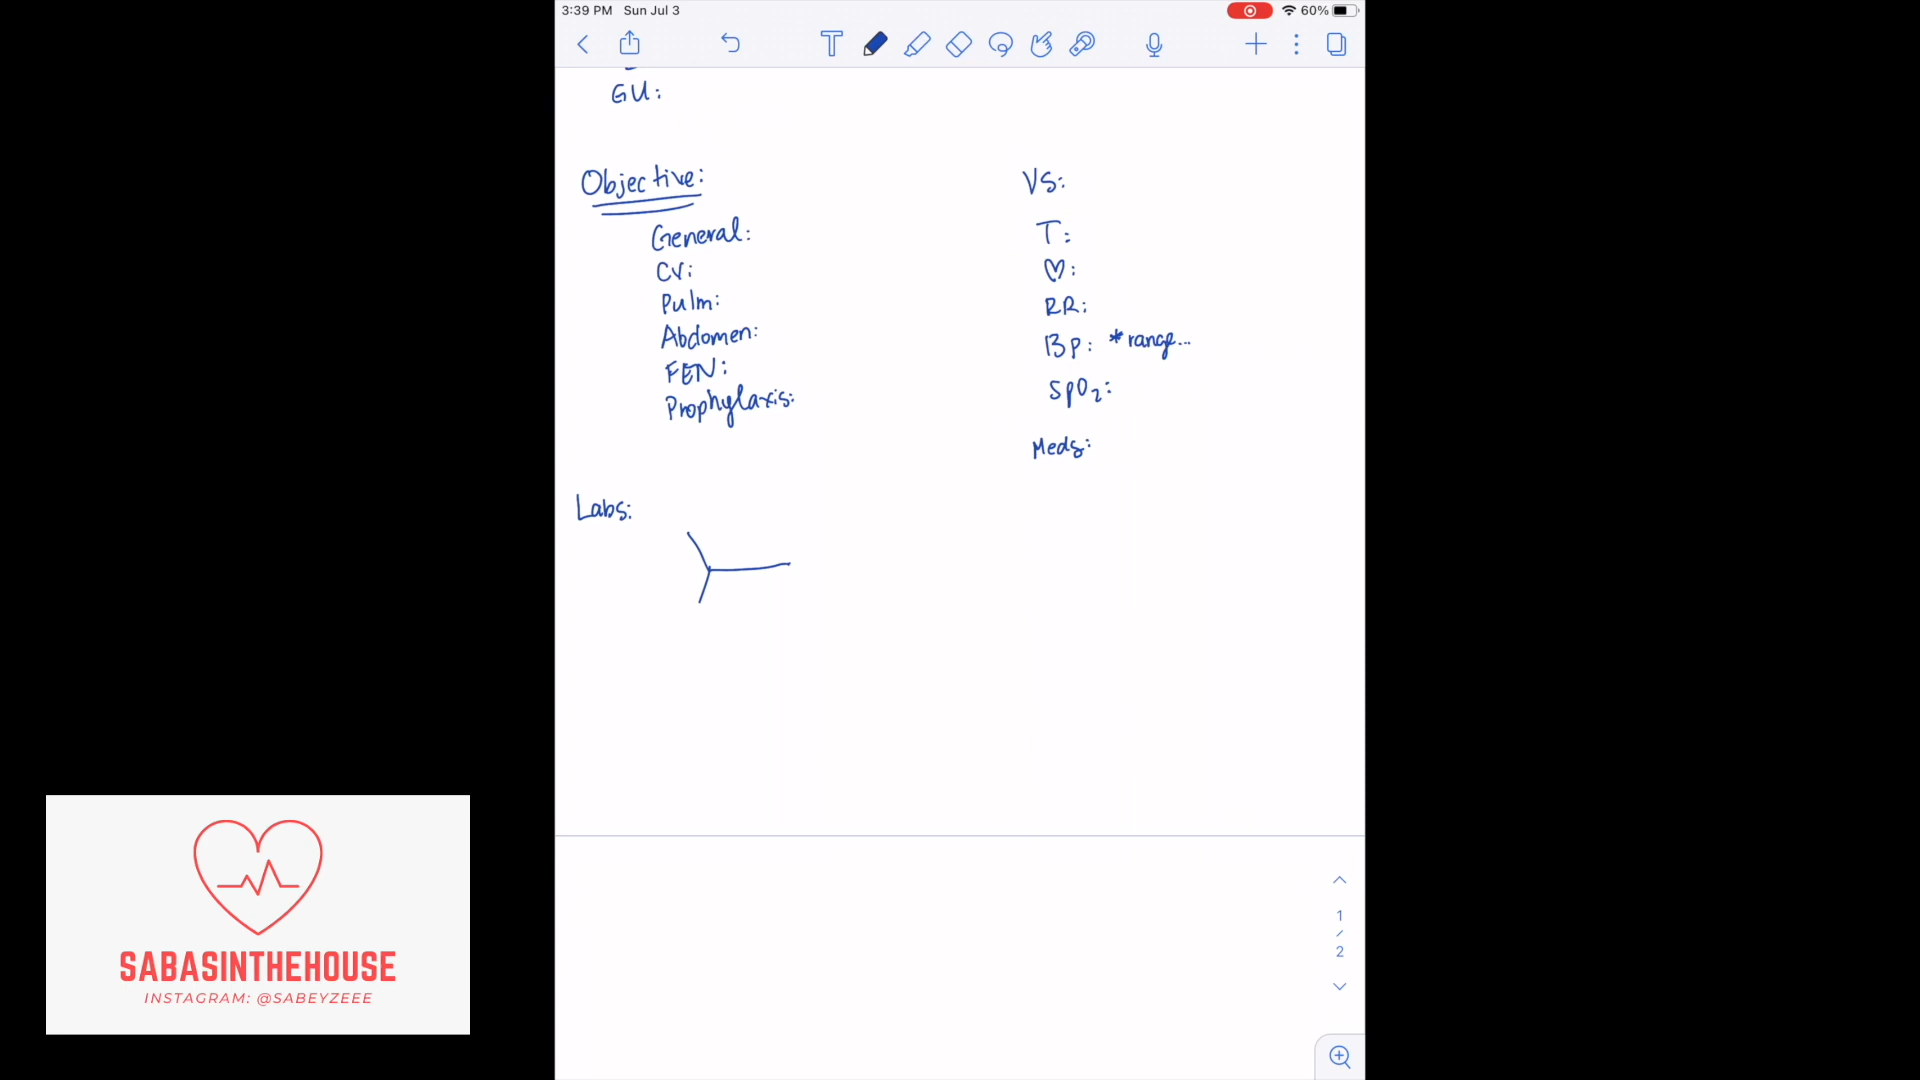 3:39 PM Sun Jul 3
60%
GU:
Objective:
General:
CV:
Pulm:
Abdomen:
FEN:
Prophylaxis:
VS:
T:
♡:
RR:
BP: *range...
SpO2:
Meds:
Labs:
1
/
2
SABASINTHEHOUSE
INSTAGRAM: @SABEYZEEE